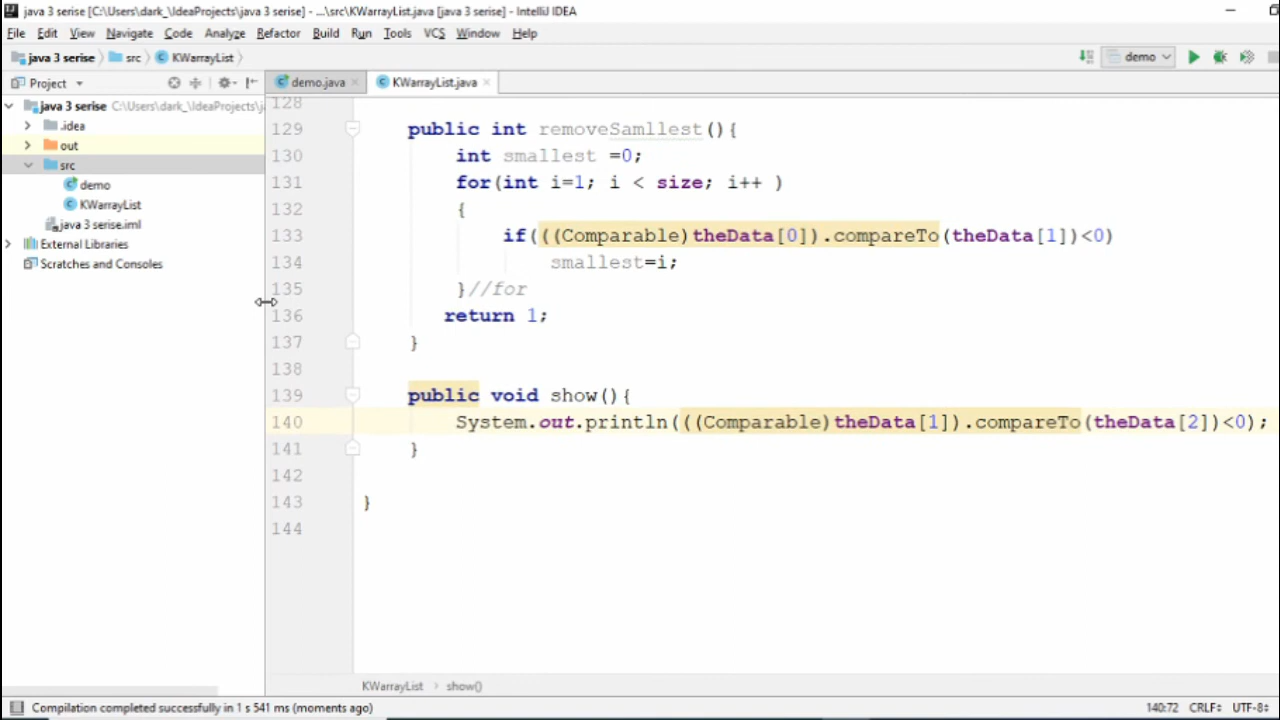 java 3 serise [C:\Users\dark_\IdeaProjects\java 3 serise] - ...\src\KWarrayList.java [java 3 serise] - IntelliJ IDEA
File Edit View Navigate Code Analyze Refactor Build Run Tools VCS Window Help
java 3 serise src KWarrayList demo
Project demo.java KWarrayList.java
java 3 serise C:\Users\dark_\IdeaProjects\j
.idea
out
src
demo
KWarrayList
java 3 serise.iml
External Libraries
Scratches and Consoles
128
129 public int removeSamllest(){
130 int smallest =0;
131 for(int i=1; i < size; i++ )
132 {
133 if(((Comparable)theData[0]).compareTo(theData[1])<0)
134 smallest=i;
135 }//for
136 return 1;
137 }
138
139 public void show(){
140 System.out.println(((Comparable)theData[1]).compareTo(theData[2])<0);
141 }
142
143 }
144
KWarrayList › show()
Compilation completed successfully in 1 s 541 ms (moments ago) 140:72 CRLF÷ UTF-8÷